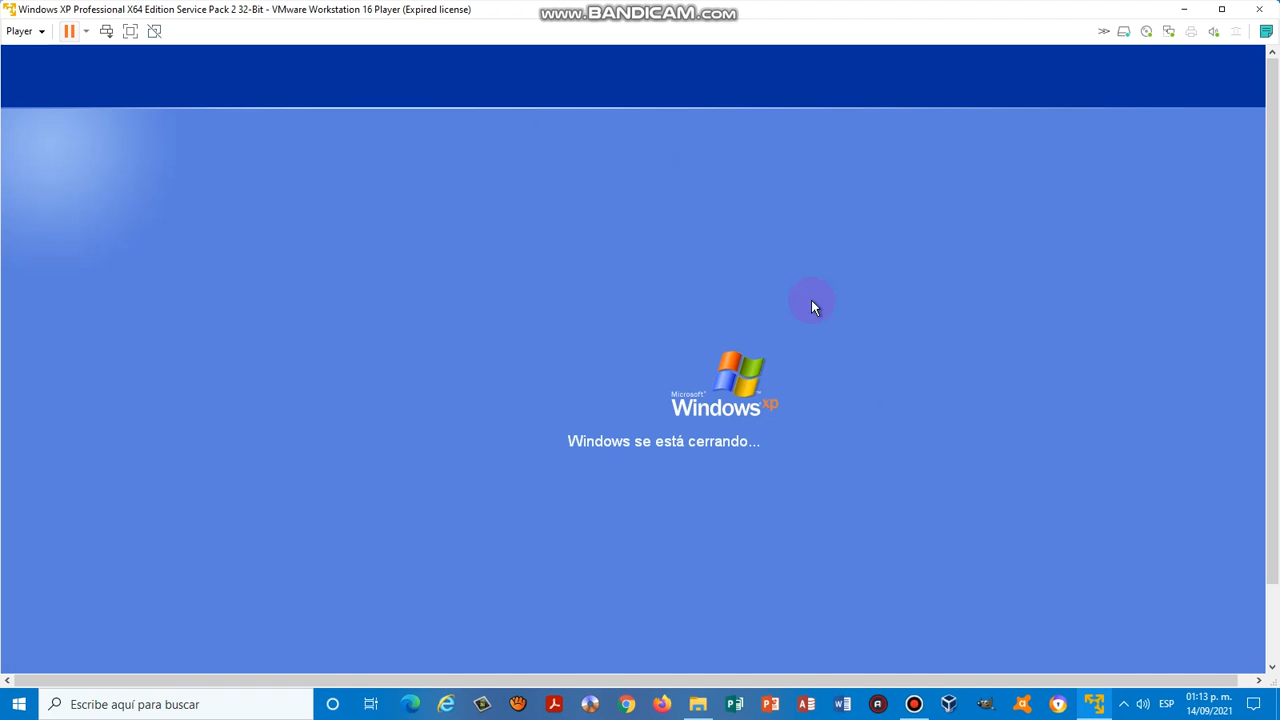 Windows XP Professional X64 Edition Service Pack 2 32-Bit - VMware Workstation 16 Player (Expired license)
www.BANDICAM.com
Player
Microsoft
Windows xp
Windows se está cerrando...
Escribe aquí para buscar
ESP
01:13 p. m.
14/09/2021